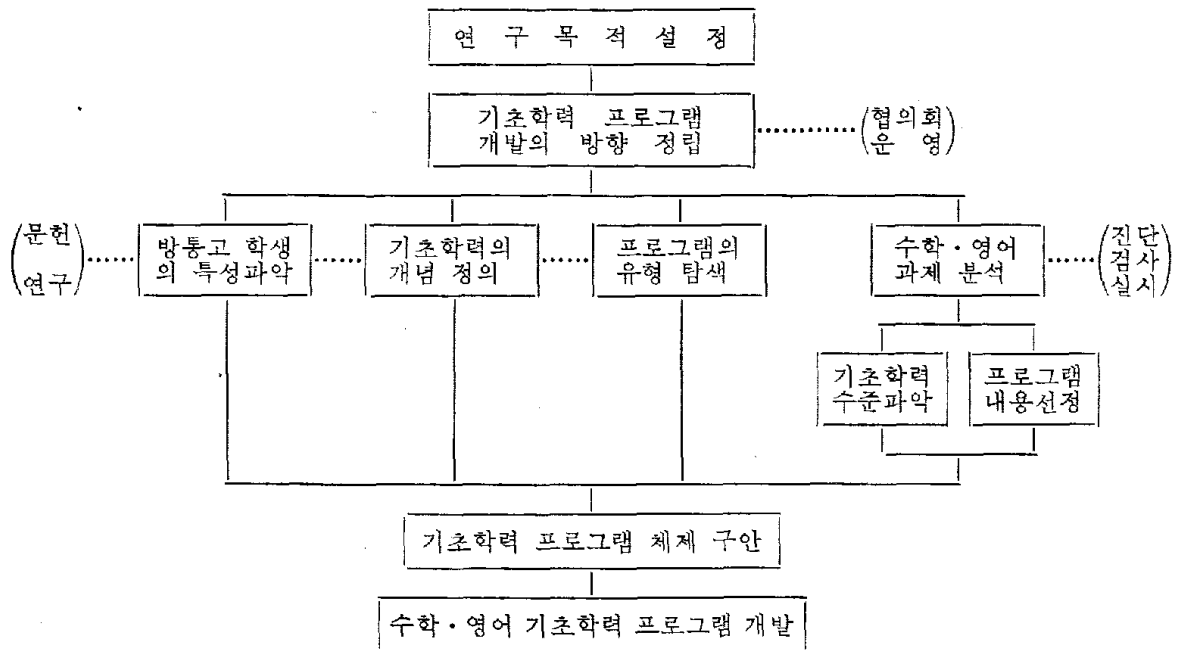 연 구 목 적 설 정
기초학력 프로그램
개발의 방향 정립
(협의회
운 영)
(문헌
연구)
방통고 학생
의 특성파악
기초학력의
개념 정의
프로그램의
유형 탐색
수학·영어
과제 분석
(진단
검사
실시)
기초학력
수준파악
프로그램
내용선정
기초학력 프로그램 체제 구안
수학·영어 기초학력 프로그램 개발